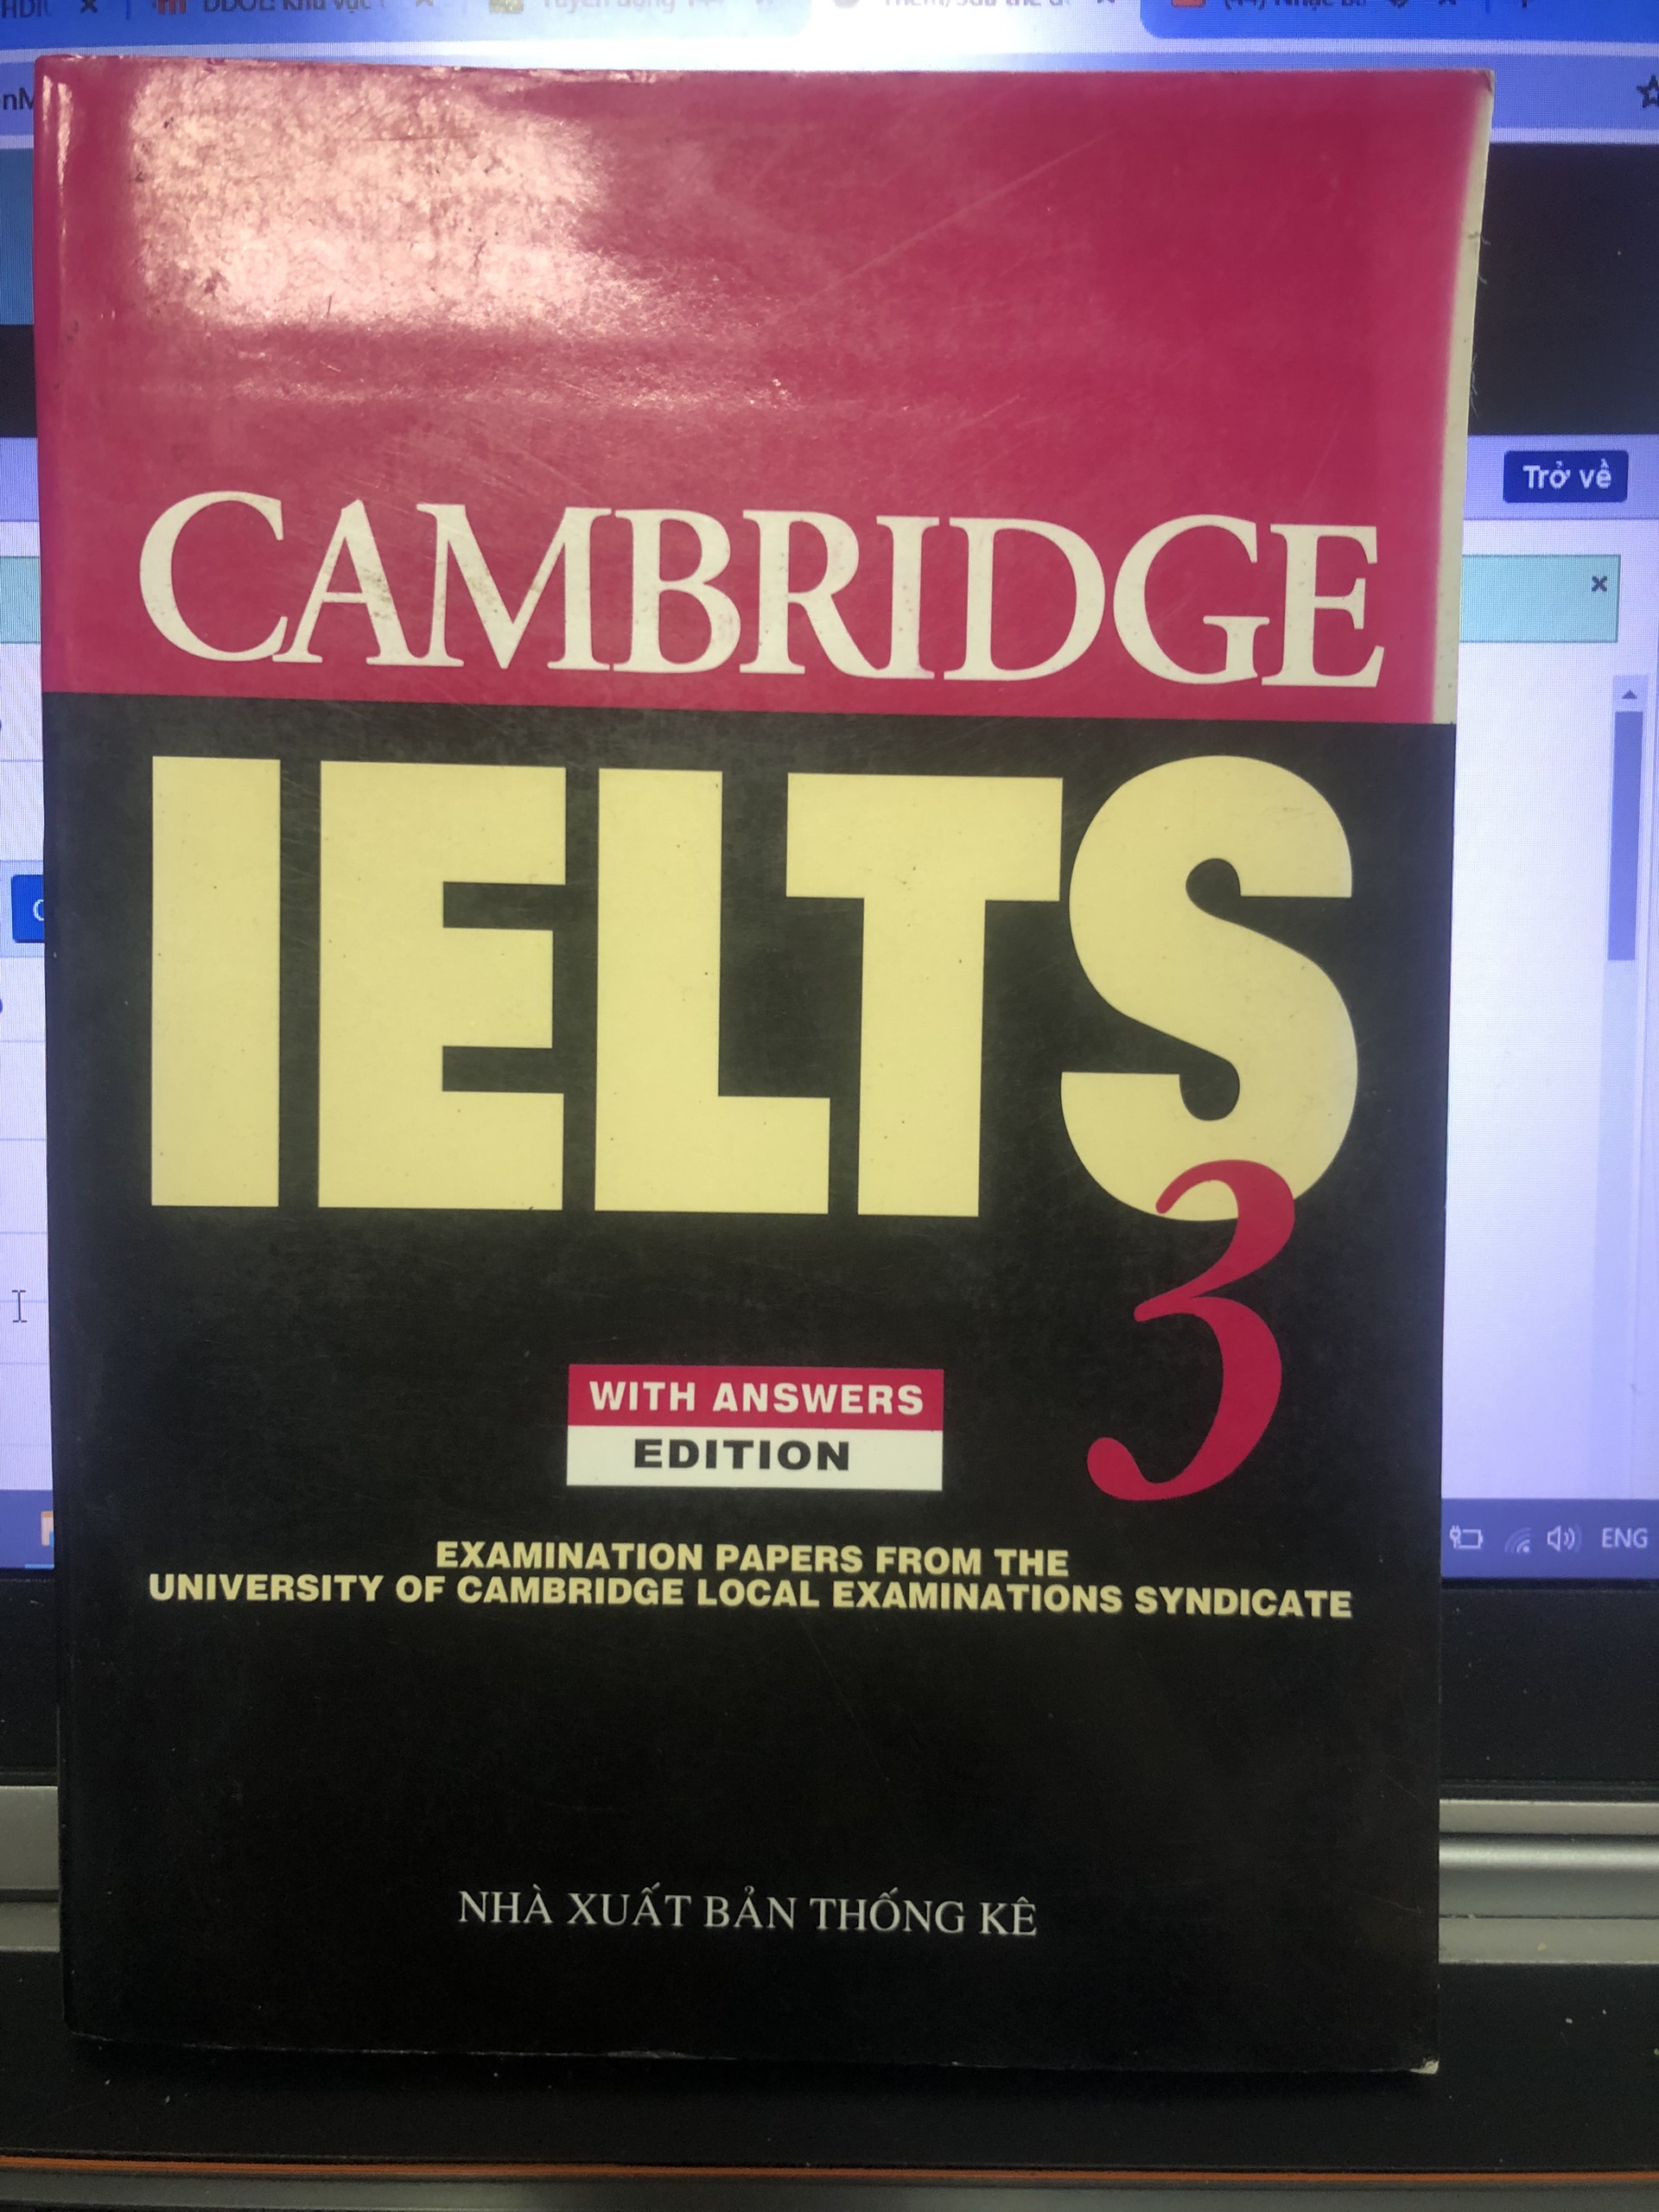 Trở về
CAMBRIDGE
IELTS
3
WITH ANSWERS
EDITION
EXAMINATION PAPERS FROM THE
UNIVERSITY OF CAMBRIDGE LOCAL EXAMINATIONS SYNDICATE
ENG
NHÀ XUẤT BẢN THỐNG KÊ